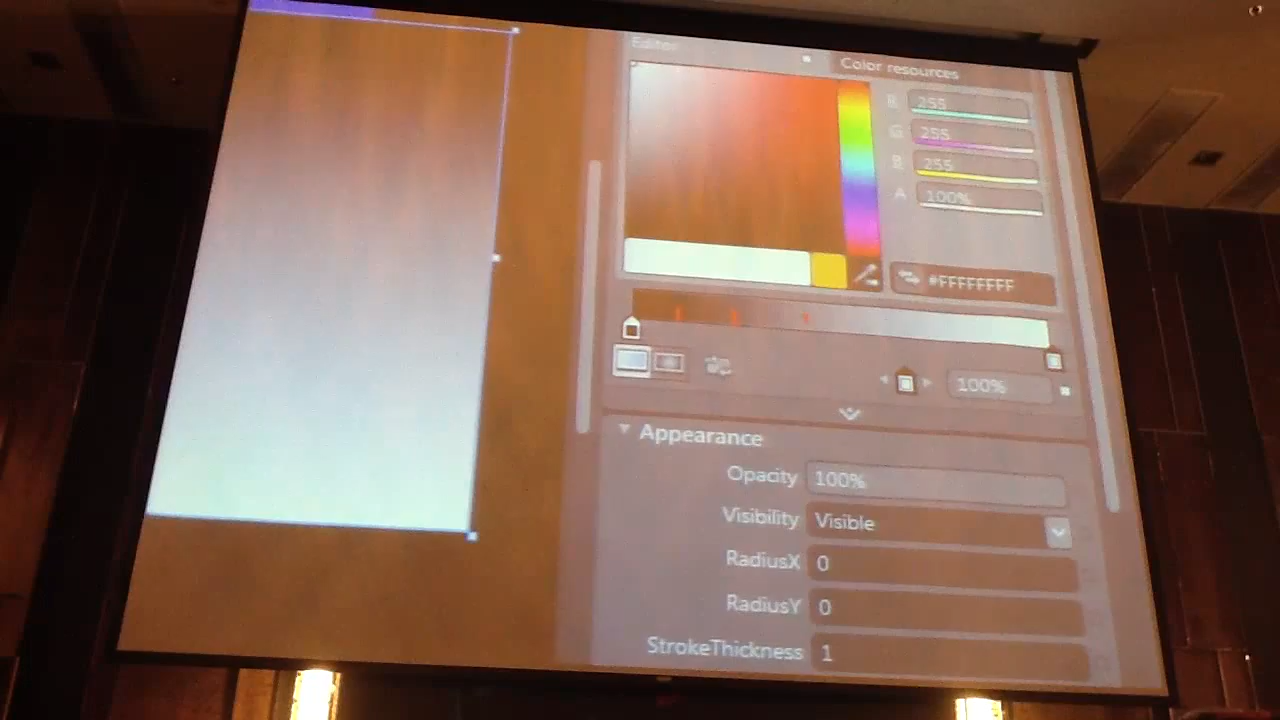 Editor
Color resources
R 255
G 255
B 255
A 100%
#FFFFFFFF
100%
Appearance
Opacity 100%
Visibility Visible
RadiusX 0
RadiusY 0
StrokeThickness 1